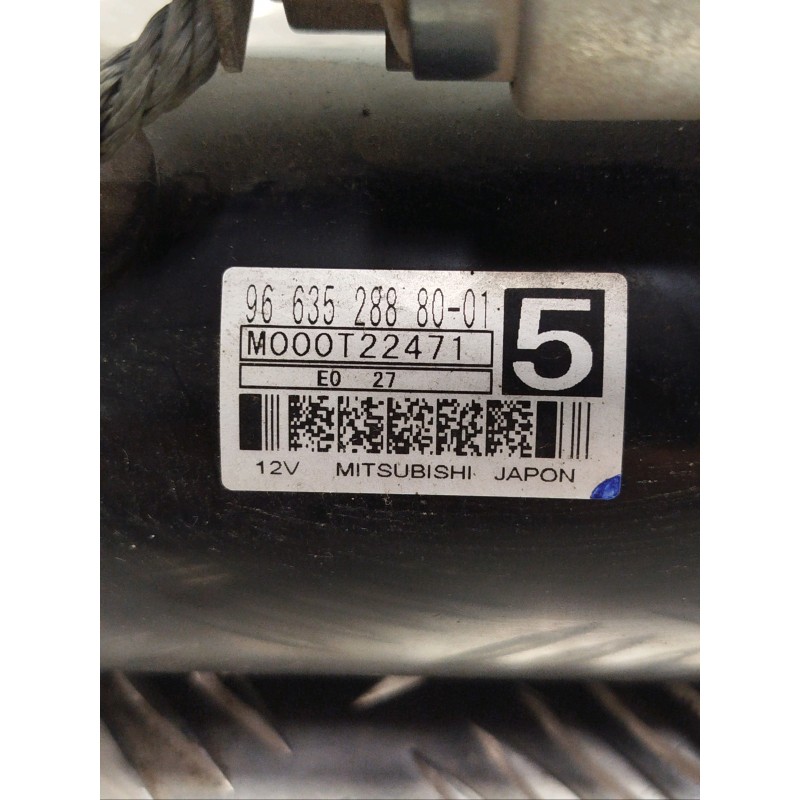 96 635 288 80-01
5
M000T22471
E0 27
12V MITSUBISHI JAPON